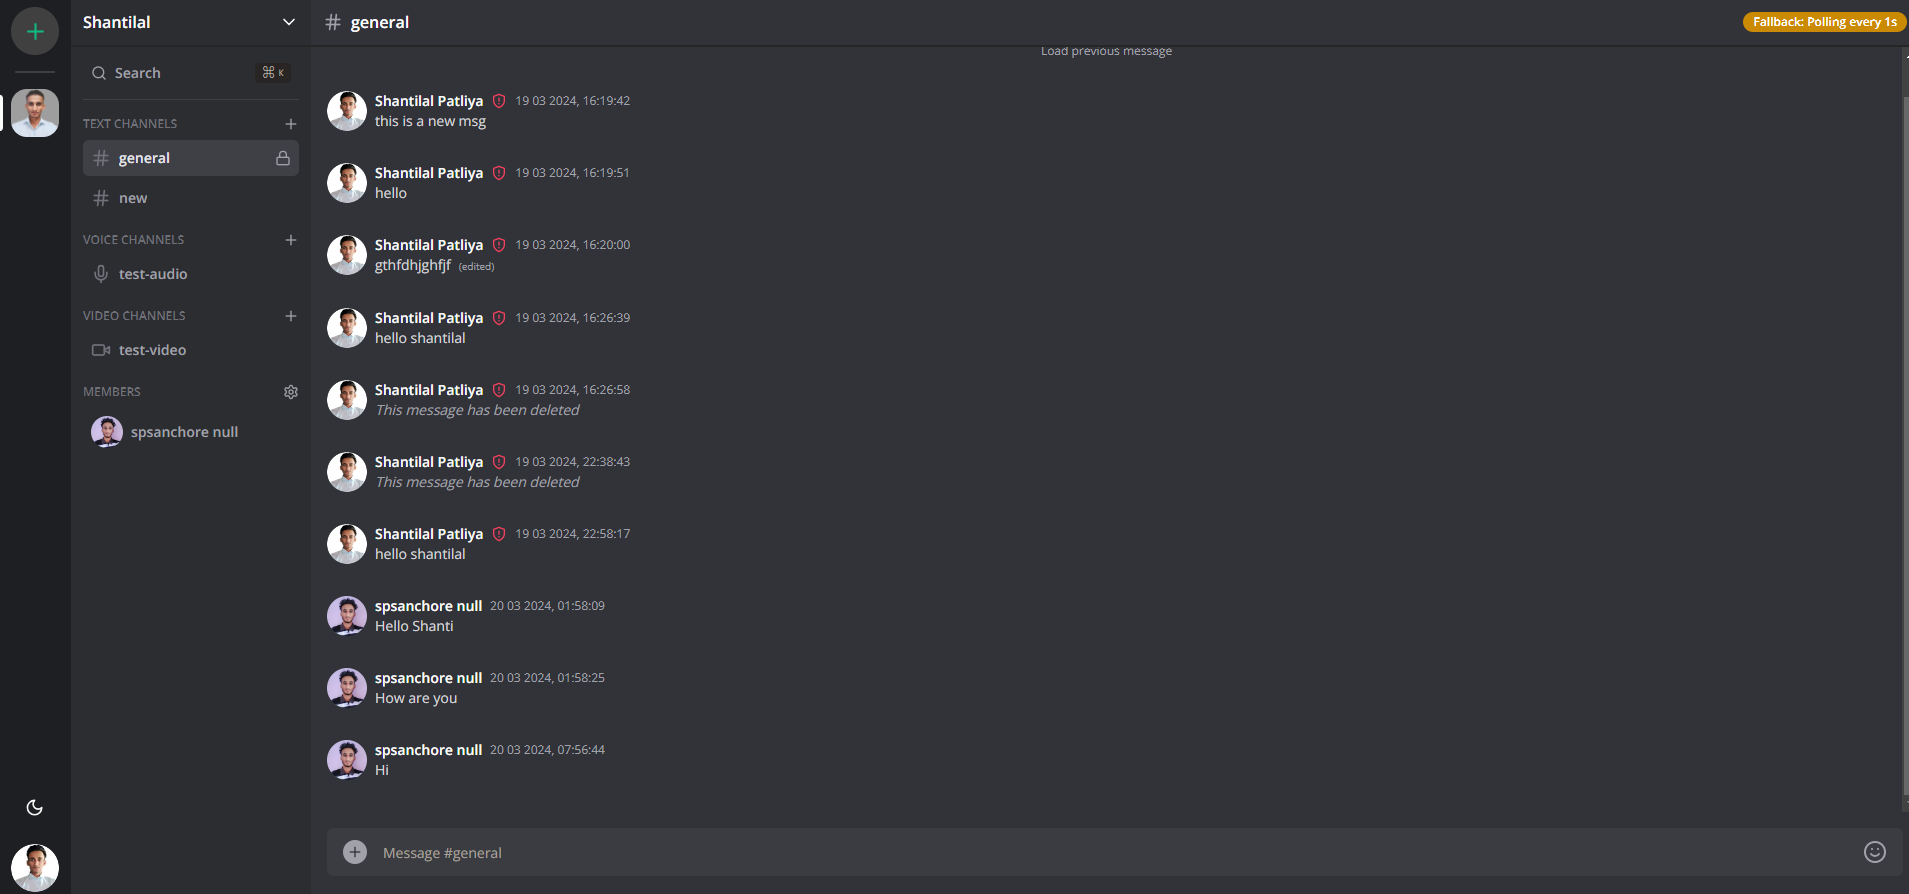 Shantilal
Search
⌘ K
TEXT CHANNELS
general
new
VOICE CHANNELS
test-audio
VIDEO CHANNELS
test-video
MEMBERS
spsanchore null
# general
Fallback: Polling every 1s
Load previous message
Shantilal Patliya 19 03 2024, 16:19:42
this is a new msg
Shantilal Patliya 19 03 2024, 16:19:51
hello
Shantilal Patliya 19 03 2024, 16:20:00
gthfdhjghfjf (edited)
Shantilal Patliya 19 03 2024, 16:26:39
hello shantilal
Shantilal Patliya 19 03 2024, 16:26:58
This message has been deleted
Shantilal Patliya 19 03 2024, 22:38:43
This message has been deleted
Shantilal Patliya 19 03 2024, 22:58:17
hello shantilal
spsanchore null 20 03 2024, 01:58:09
Hello Shanti
spsanchore null 20 03 2024, 01:58:25
How are you
spsanchore null 20 03 2024, 07:56:44
Hi
Message #general